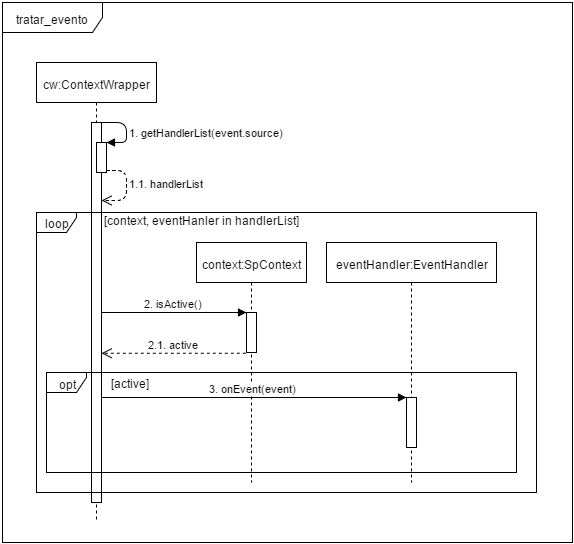 tratar_evento
cw:ContextWrapper
1. getHandlerList(event.source)
1.1. handlerList
loop
[context, eventHanler in handlerList]
context:SpContext
eventHandler:EventHandler
2. isActive()
2.1. active
opt
[active]
3. onEvent(event)